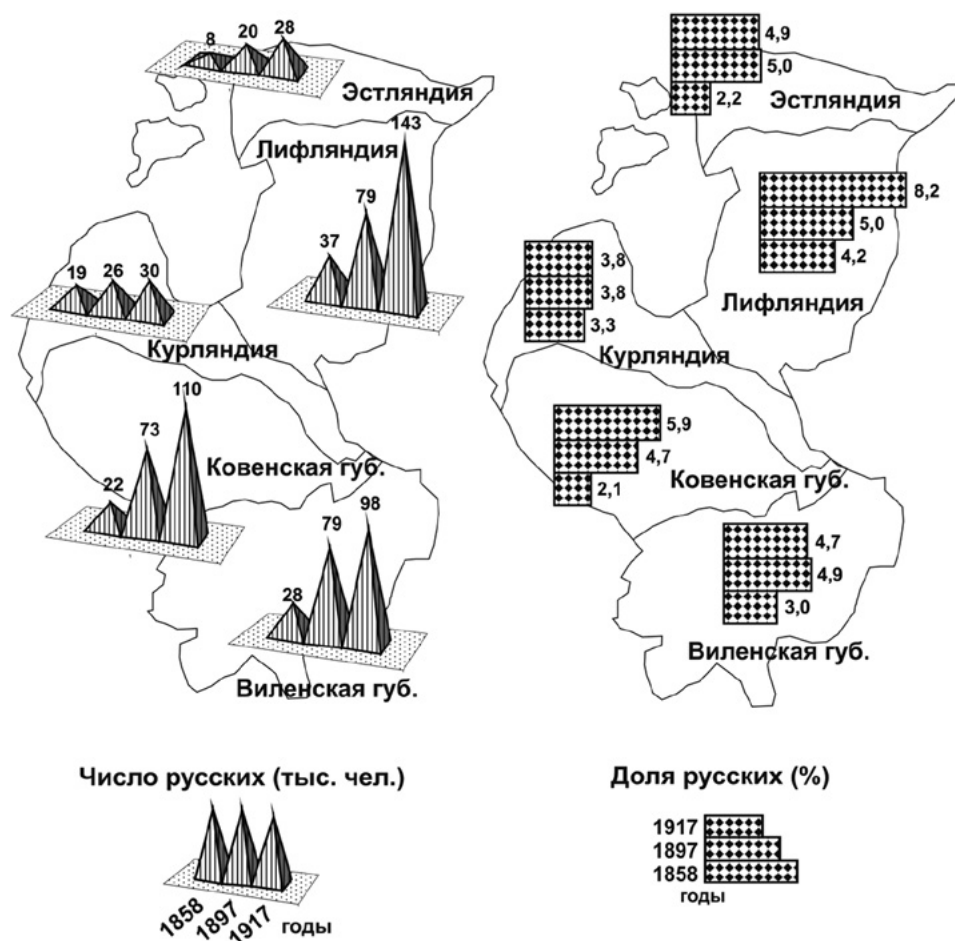 8 20 28
Эстляндия
143
Лифляндия
79
37
19 26 30
Курляндия
110
73
Ковенская губ.
22
98
79
28
Виленская губ.
4,9
5,0
2,2
Эстляндия
8,2
5,0
4,2
Лифляндия
3,8
3,8
3,3
Курляндия
5,9
4,7
2,1
Ковенская губ.
4,7
4,9
3,0
Виленская губ.
Число русских (тыс. чел.)
1858 1897 1917 годы
Доля русских (%)
1917
1897
1858
годы